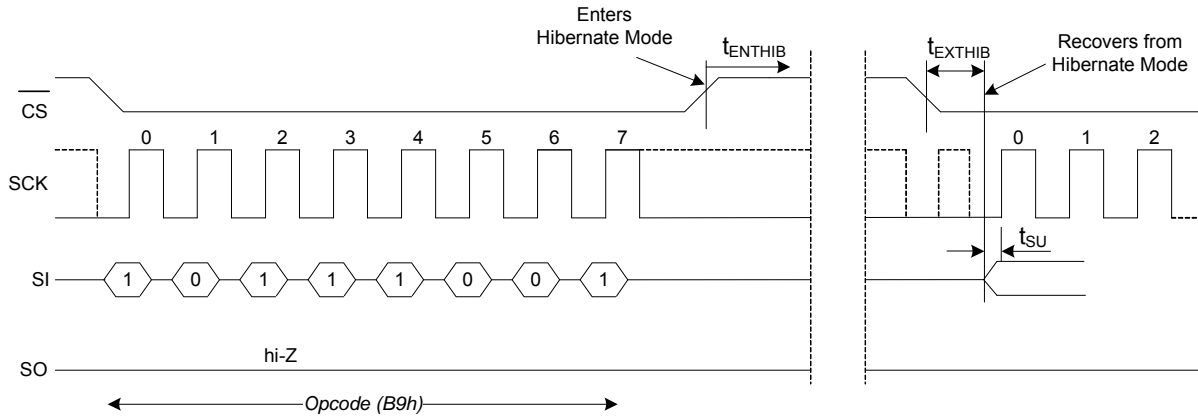 Enters
Hibernate Mode
tENTHIB
tEXTHIB
Recovers from
Hibernate Mode
CS
0 1 2 3 4 5 6 7
0 1 2
SCK
tSU
SI
1 0 1 1 1 0 0 1
hi-Z
SO
Opcode (B9h)